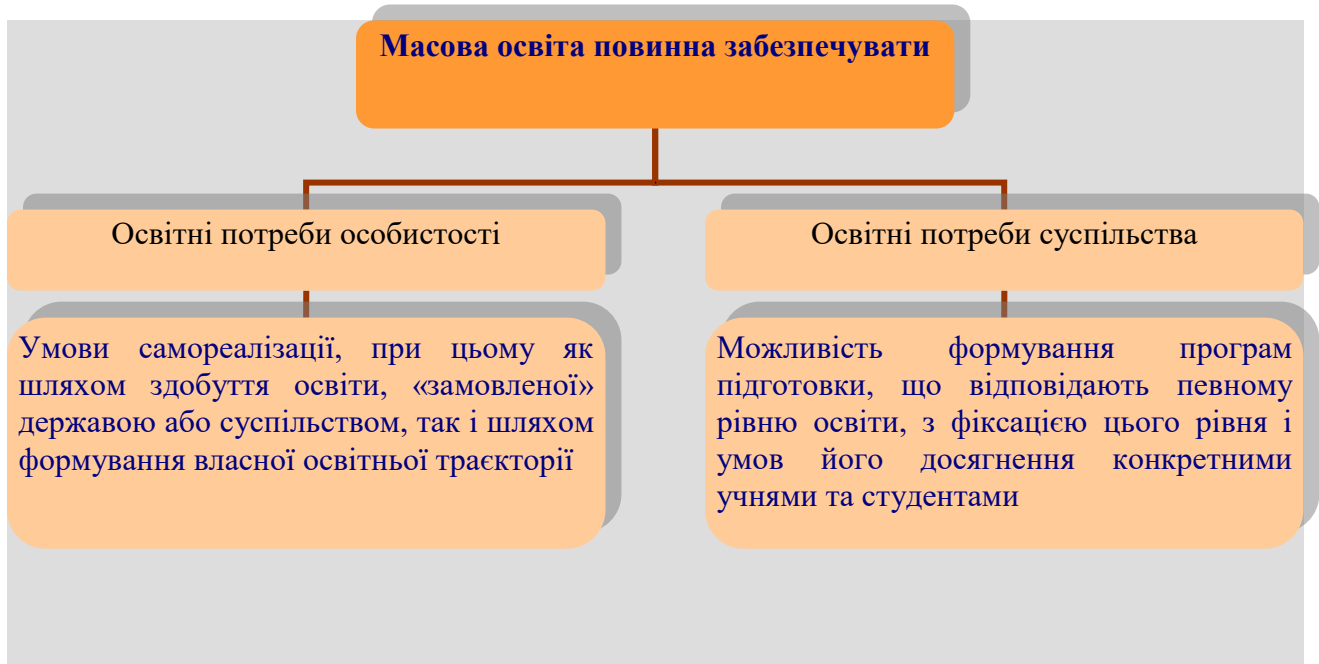 Масова освіта повинна забезпечувати
Освітні потреби особистості
Освітні потреби суспільства
Умови самореалізації, при цьому як
шляхом здобуття освіти, «замовленої»
державою або суспільством, так і шляхом
формування власної освітньої траєкторії
Можливість формування програм
підготовки, що відповідають певному
рівню освіти, з фіксацією цього рівня і
умов його досягнення конкретними
учнями та студентами